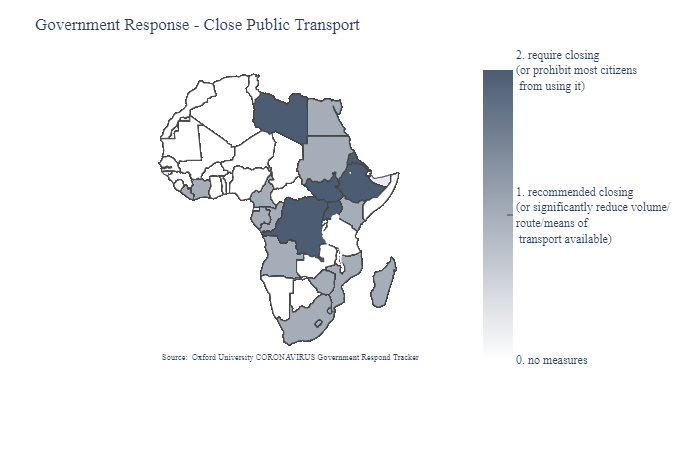 Government Response - Close Public Transport
2. require closing
(or prohibit most citizens
from using it)
1. recommended closing
(or significantly reduce volume/
route/means of
transport available)
0. no measures
Source: Oxford University CORONAVIRUS Government Respond Tracker